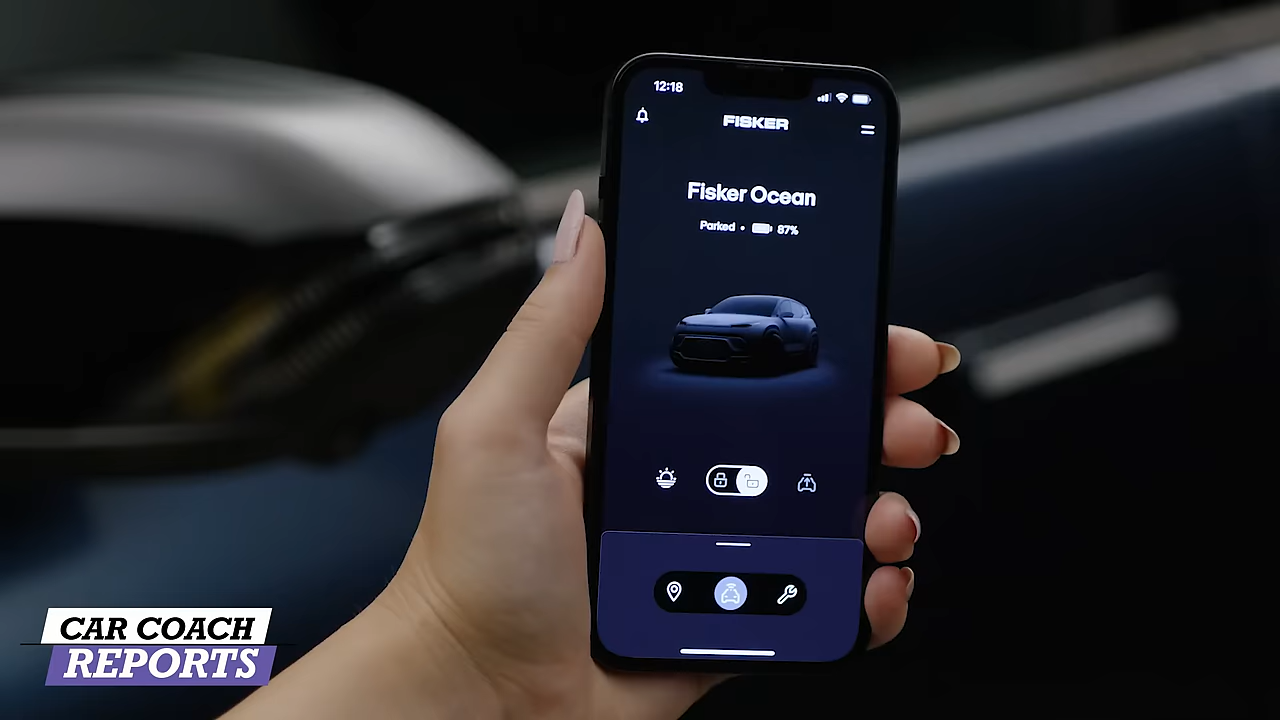 12:18
FISKER
Fisker Ocean
Parked • 87%
CAR COACH
REPORTS